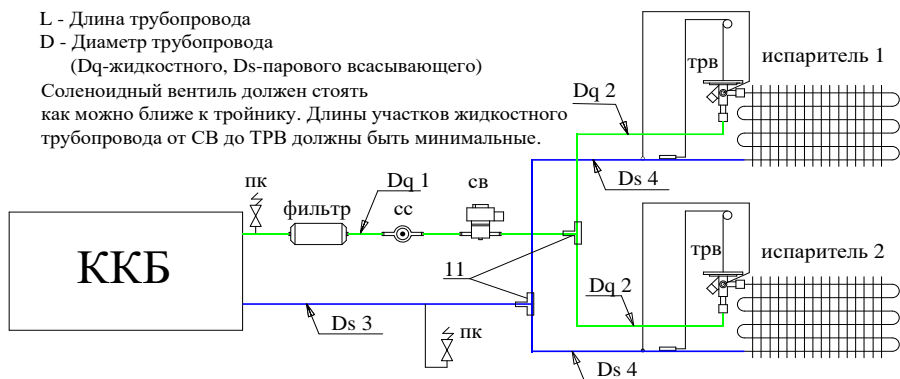 L - Длина трубопровода
D - Диаметр трубопровода
(Dq-жидкостного, Ds-парового всасывающего)
Соленоидный вентиль должен стоять
как можно ближе к тройнику. Длины участков жидкостного
трубопровода от СВ до ТРВ должны быть минимальные.
трв
испаритель 1
Dq 2
Ds 4
пк
фильтр
Dq 1
сс
св
ККБ
11
трв
испаритель 2
Dq 2
Ds 3
пк
Ds 4